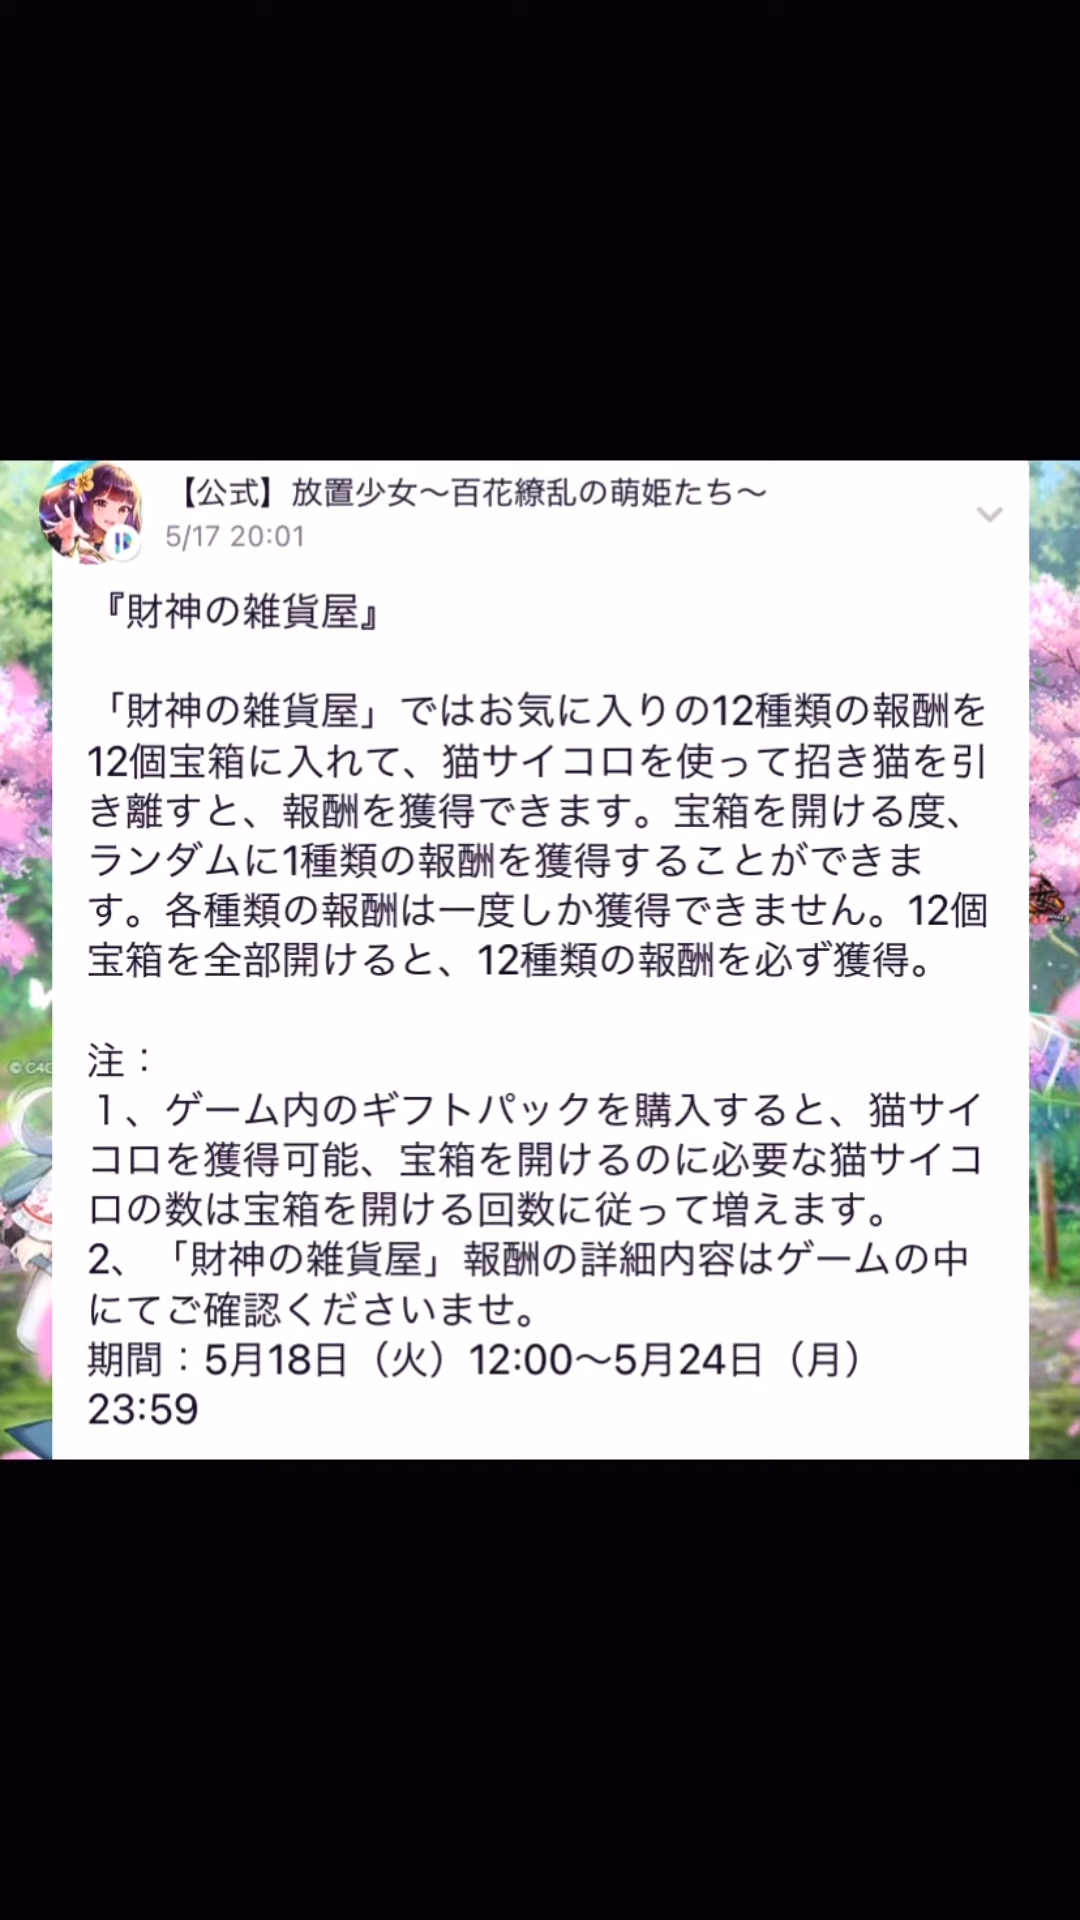 【公式】放置少女〜百花繚乱の萌姫たち〜
5/17 20:01
『財神の雑貨屋』
「財神の雑貨屋」ではお気に入りの12種類の報酬を
12個宝箱に入れて、猫サイコロを使って招き猫を引
き離すと、報酬を獲得できます。宝箱を開ける度、
ランダムに1種類の報酬を獲得することができま
す。各種類の報酬は一度しか獲得できません。12個
宝箱を全部開けると、12種類の報酬を必ず獲得。
注：
１、ゲーム内のギフトパックを購入すると、猫サイ
コロを獲得可能、宝箱を開けるのに必要な猫サイコ
ロの数は宝箱を開ける回数に従って増えます。
2、「財神の雑貨屋」報酬の詳細内容はゲームの中
にてご確認くださいませ。
期間：5月18日（火）12:00〜5月24日（月）
23:59